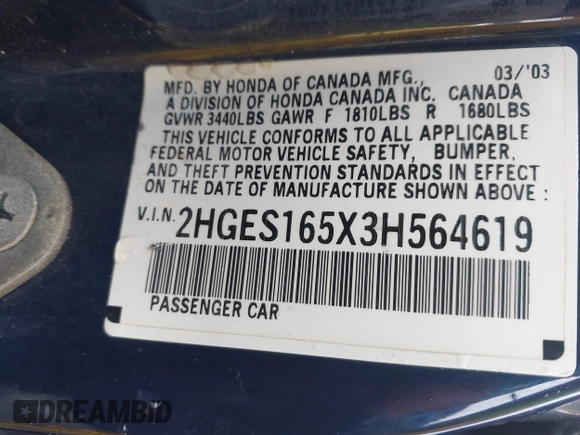 MFD. BY HONDA OF CANADA MFG., 03/'03
A DIVISION OF HONDA CANADA INC. CANADA
GVWR 3440LBS GAWR F 1810LBS R 1680LBS
THIS VEHICLE CONFORMS TO ALL APPLICABLE
FEDERAL MOTOR VEHICLE SAFETY, BUMPER,
AND THEFT PREVENTION STANDARDS IN EFFECT
ON THE DATE OF MANUFACTURE SHOWN ABOVE :
V.I.N. 2HGES165X3H564619
PASSENGER CAR
DREAMBID